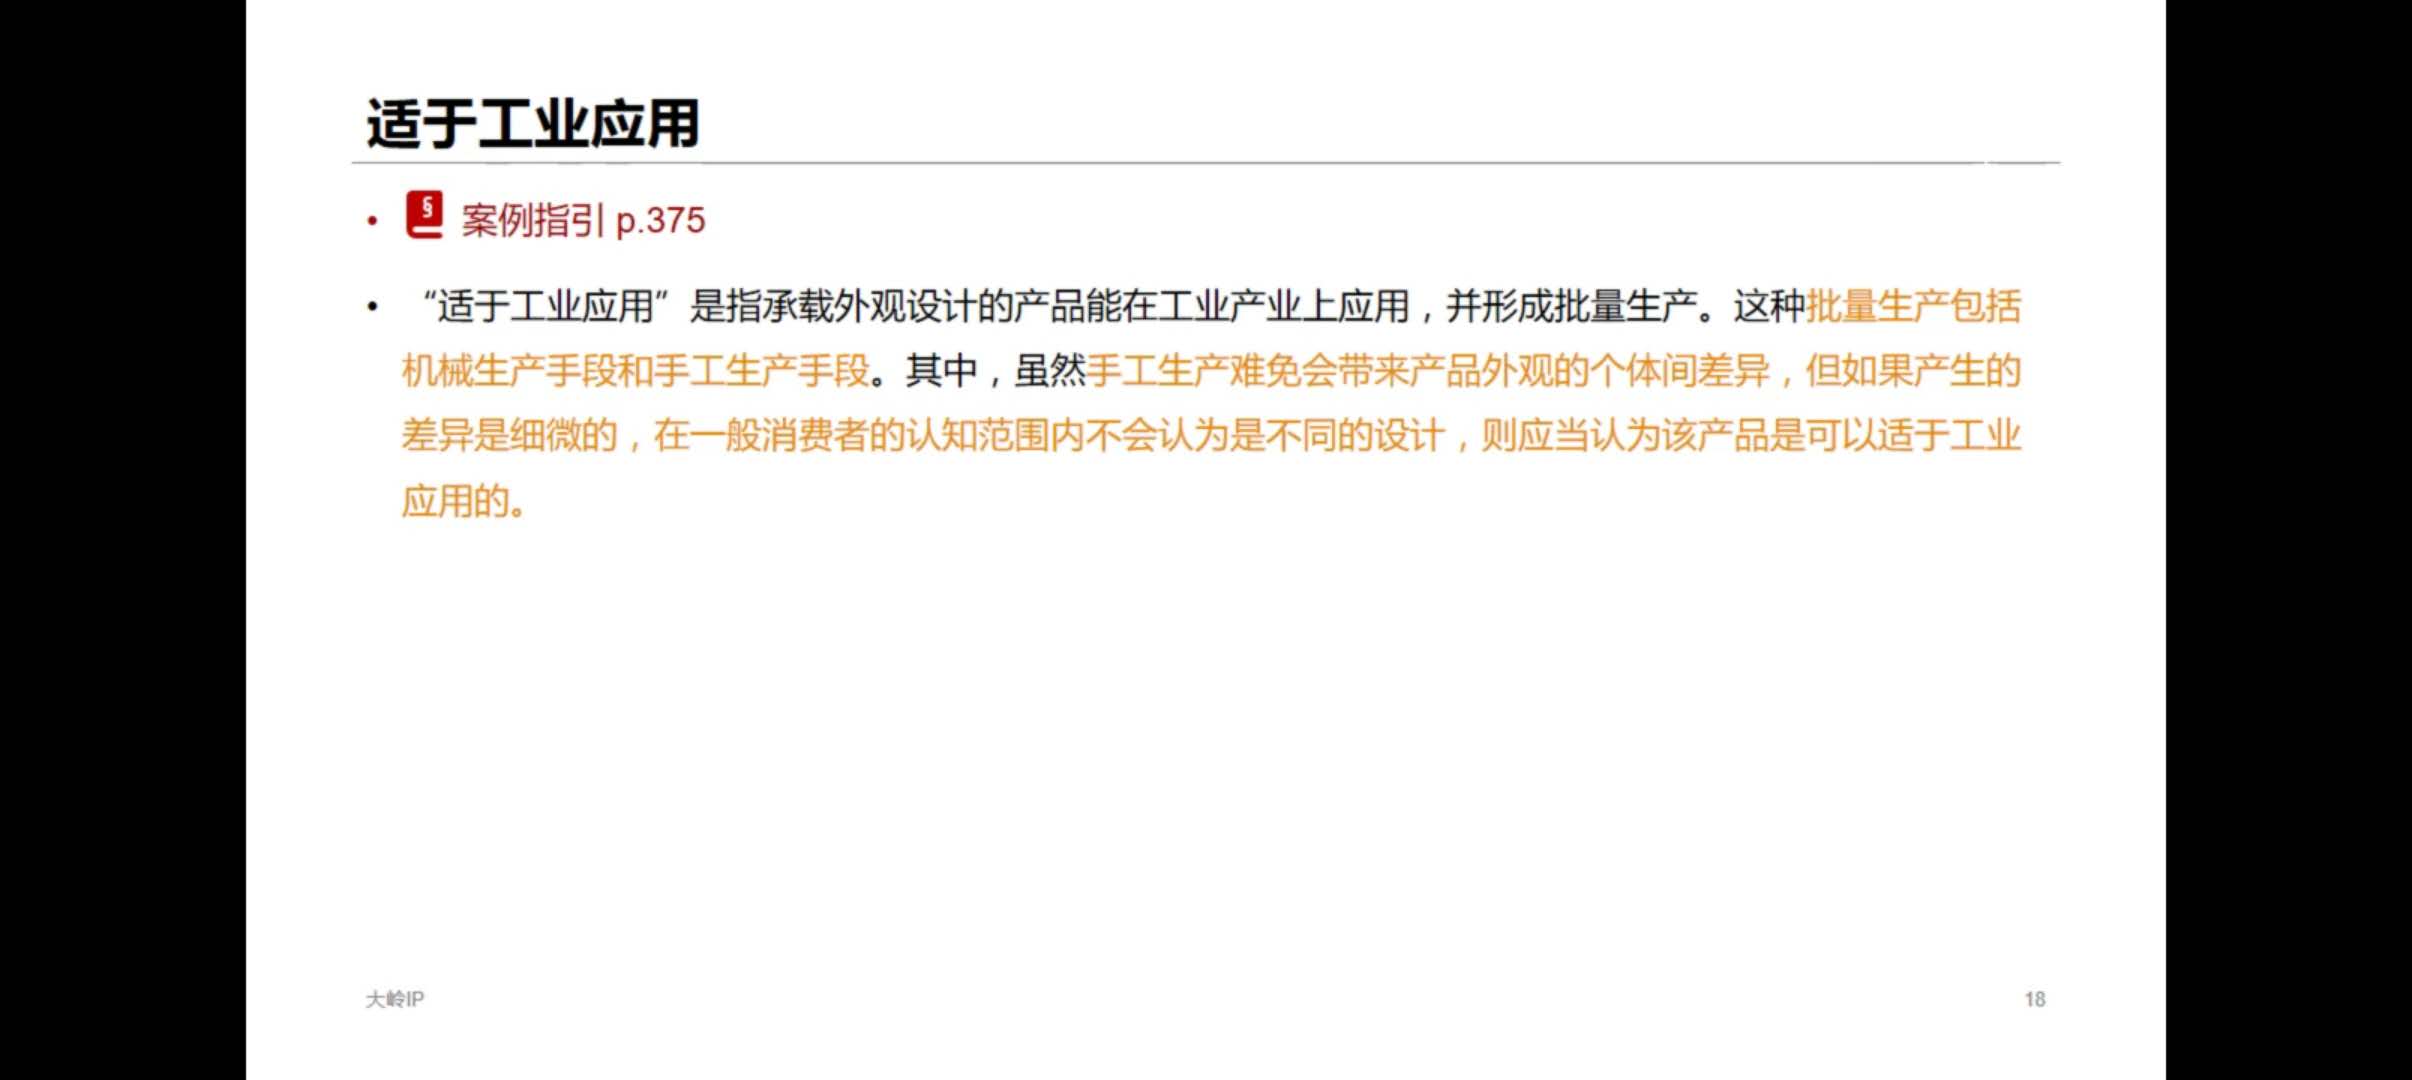 适于工业应用
• § 案例指引 p.375
• “适于工业应用”是指承载外观设计的产品能在工业产业上应用，并形成批量生产。这种批量生产包括
机械生产手段和手工生产手段。其中，虽然手工生产难免会带来产品外观的个体间差异，但如果产生的
差异是细微的，在一般消费者的认知范围内不会认为是不同的设计，则应当认为该产品是可以适于工业
应用的。
大岭IP
18